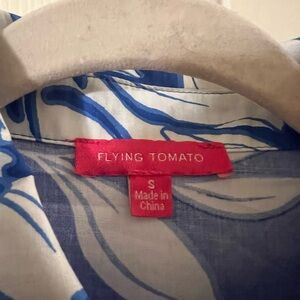 FLYING TOMATO
S
Made in
China